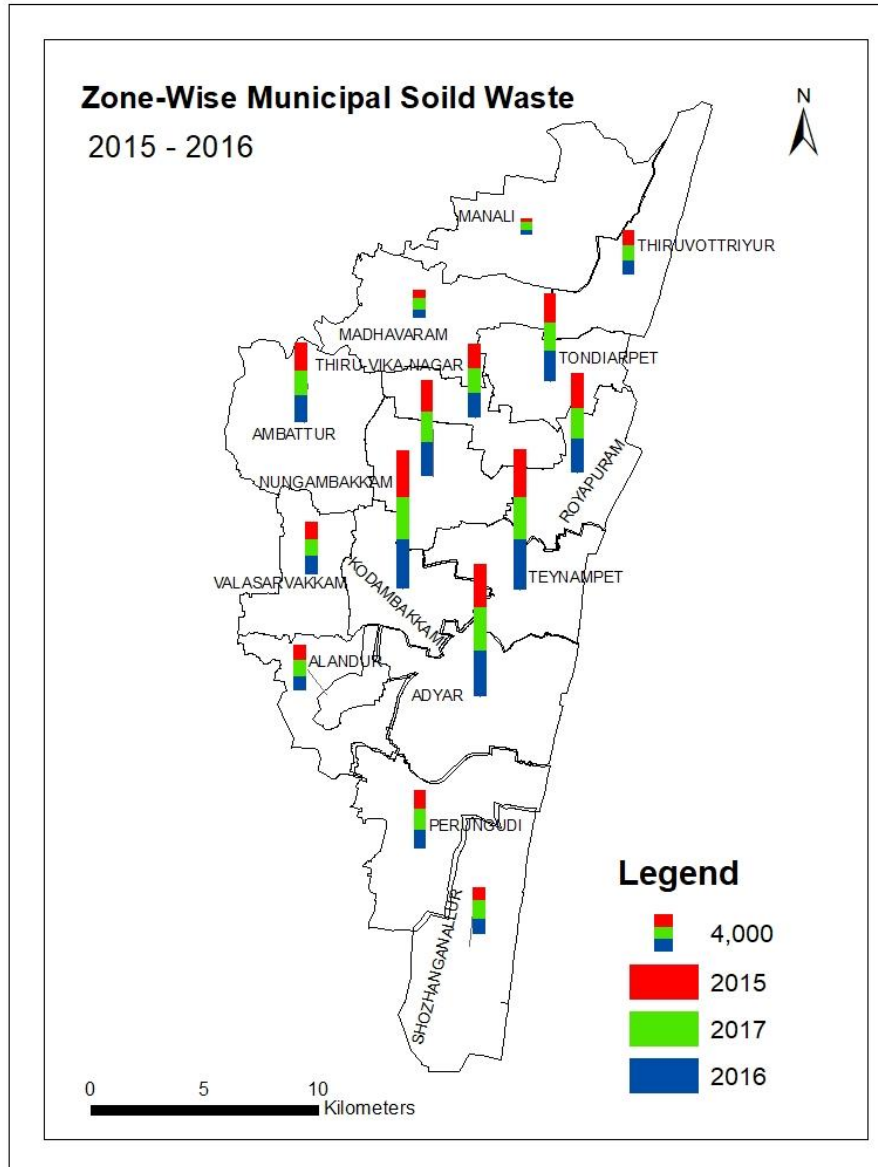 Zone-Wise Municipal Soild Waste
2015 - 2016
N
MANALI
THIRUVOTTRIYUR
MADHAVARAM
THIRU-VIKA-NAGAR
TONDIARPET
AMBATTUR
NUNGAMBAKKAM
ROYAPURAM
VALASARVAKKAM
KODAMBAKKAM
TEYNAMPET
ALANDUR
ADYAR
PERUNGUDI
SHOZHANGANALLUR
Legend
4,000
2015
2017
2016
0 5 10
Kilometers